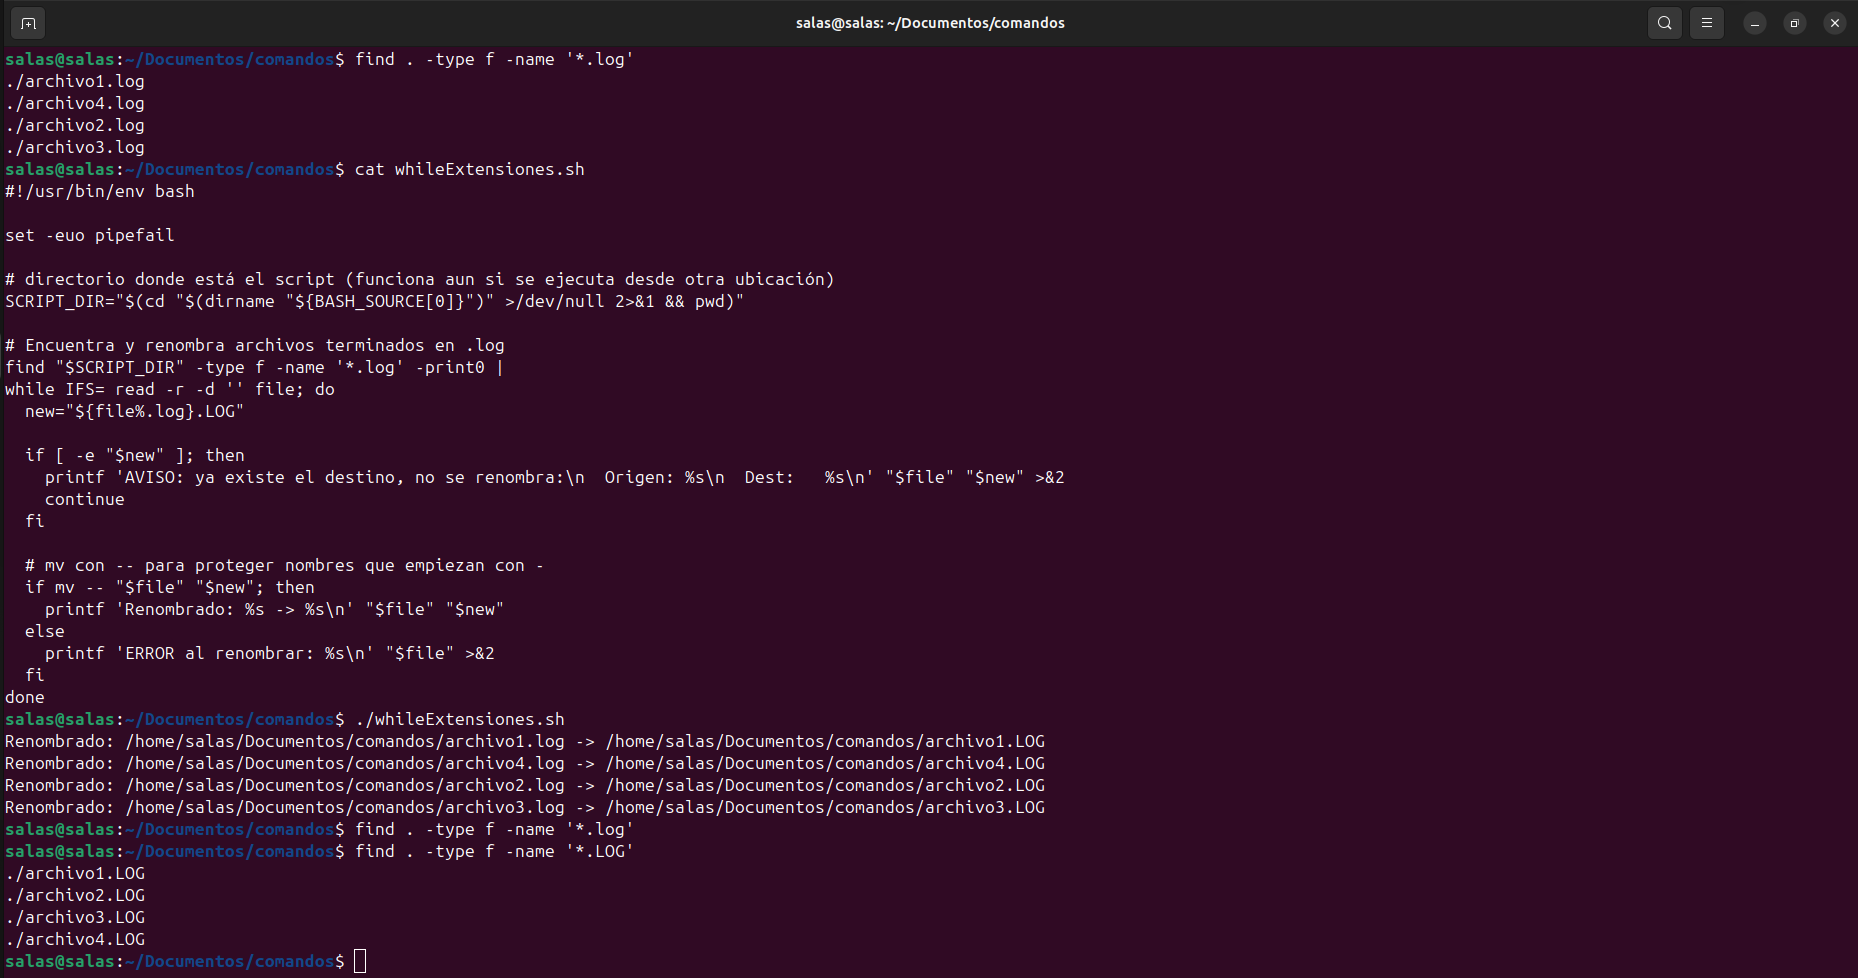 salas@salas: ~/Documentos/comandos
salas@salas:~/Documentos/comandos$ find . -type f -name '*.log'
./archivo1.log
./archivo4.log
./archivo2.log
./archivo3.log
salas@salas:~/Documentos/comandos$ cat whileExtensiones.sh
#!/usr/bin/env bash

set -euo pipefail

# directorio donde está el script (funciona aun si se ejecuta desde otra ubicación)
SCRIPT_DIR="$(cd "$(dirname "${BASH_SOURCE[0]}")" >/dev/null 2>&1 && pwd)"

# Encuentra y renombra archivos terminados en .log
find "$SCRIPT_DIR" -type f -name '*.log' -print0 |
while IFS= read -r -d '' file; do
  new="${file%.log}.LOG"

  if [ -e "$new" ]; then
    printf 'AVISO: ya existe el destino, no se renombra:\n  Origen: %s\n  Dest:   %s\n' "$file" "$new" >&2
    continue
  fi

  # mv con -- para proteger nombres que empiezan con -
  if mv -- "$file" "$new"; then
    printf 'Renombrado: %s -> %s\n' "$file" "$new"
  else
    printf 'ERROR al renombrar: %s\n' "$file" >&2
  fi
done
salas@salas:~/Documentos/comandos$ ./whileExtensiones.sh
Renombrado: /home/salas/Documentos/comandos/archivo1.log -> /home/salas/Documentos/comandos/archivo1.LOG
Renombrado: /home/salas/Documentos/comandos/archivo4.log -> /home/salas/Documentos/comandos/archivo4.LOG
Renombrado: /home/salas/Documentos/comandos/archivo2.log -> /home/salas/Documentos/comandos/archivo2.LOG
Renombrado: /home/salas/Documentos/comandos/archivo3.log -> /home/salas/Documentos/comandos/archivo3.LOG
salas@salas:~/Documentos/comandos$ find . -type f -name '*.log'
salas@salas:~/Documentos/comandos$ find . -type f -name '*.LOG'
./archivo1.LOG
./archivo2.LOG
./archivo3.LOG
./archivo4.LOG
salas@salas:~/Documentos/comandos$